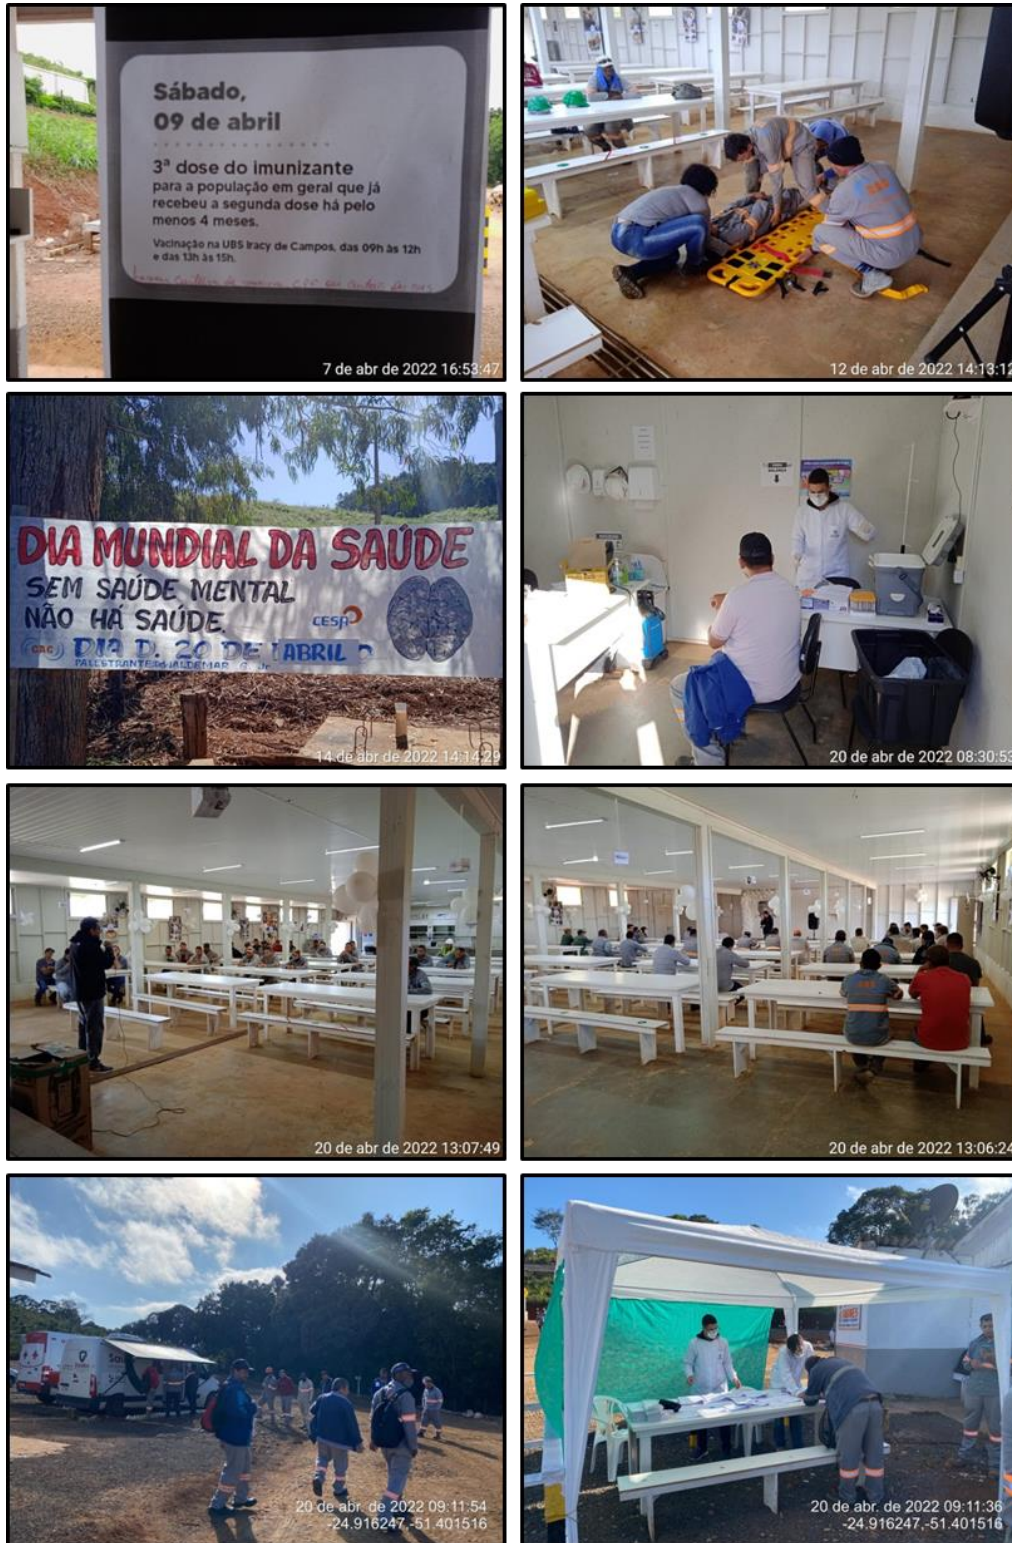 Sábado,
09 de abril
3ª dose do imunizante
para a população em geral que já
recebeu a segunda dose há pelo
menos 4 meses.
Vacinação na UBS Iracy de Campos, das 09h às 12h
e das 13h às 15h.
7 de abr de 2022 16:53:47
12 de abr de 2022 14:13:12
DIA MUNDIAL DA SAÚDE
SEM SAÚDE MENTAL
NÃO HÁ SAÚDE.
CESA
DIA D. 20 DE ABRIL
PALESTRANTE
14 de abr de 2022 14:14:29
20 de abr de 2022 08:30:53
20 de abr de 2022 13:07:49
20 de abr de 2022 13:06:24
20 de abr. de 2022 09:11:54
-24.916247,-51.401516
20 de abr. de 2022 09:11:36
-24.916247,-51.401516